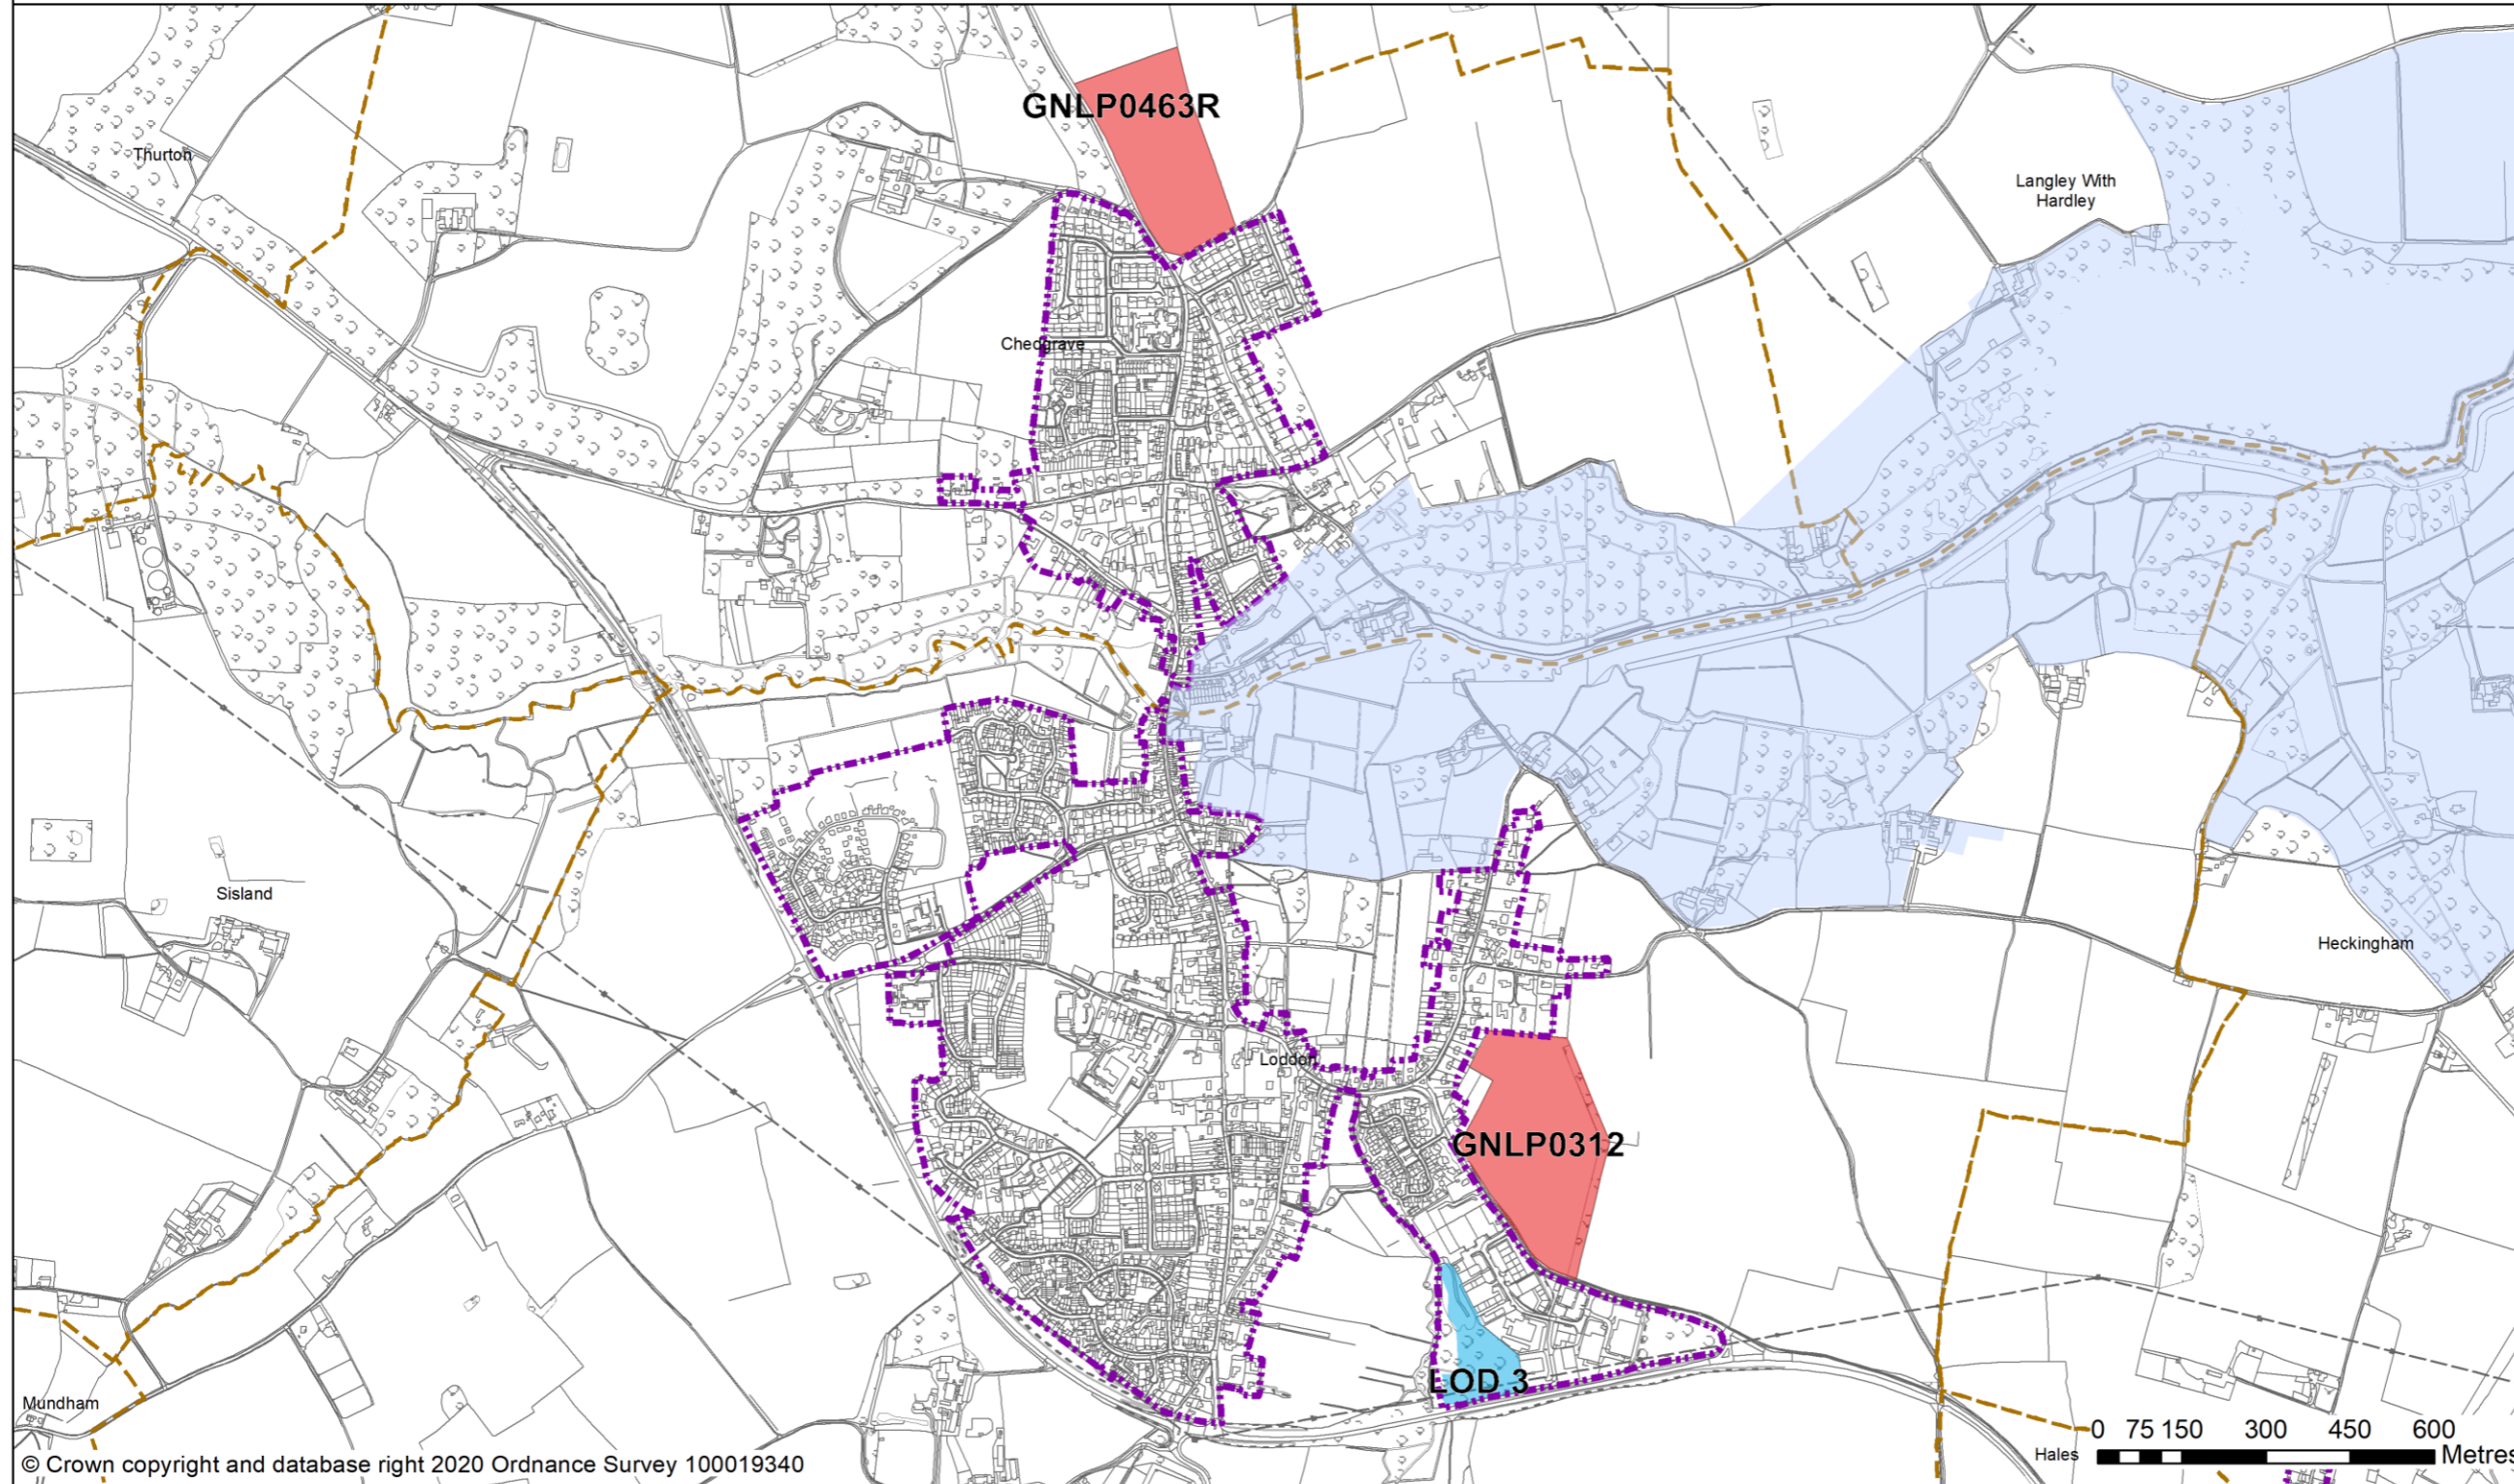 GNLP0463R
Thurton
Langley With
Hardley
Chedgrave
Sisland
Heckingham
Loddon
GNLP0312
LOD 3
Mundham
Hales
0 75 150 300 450 600
Metres
© Crown copyright and database right 2020 Ordnance Survey 100019340